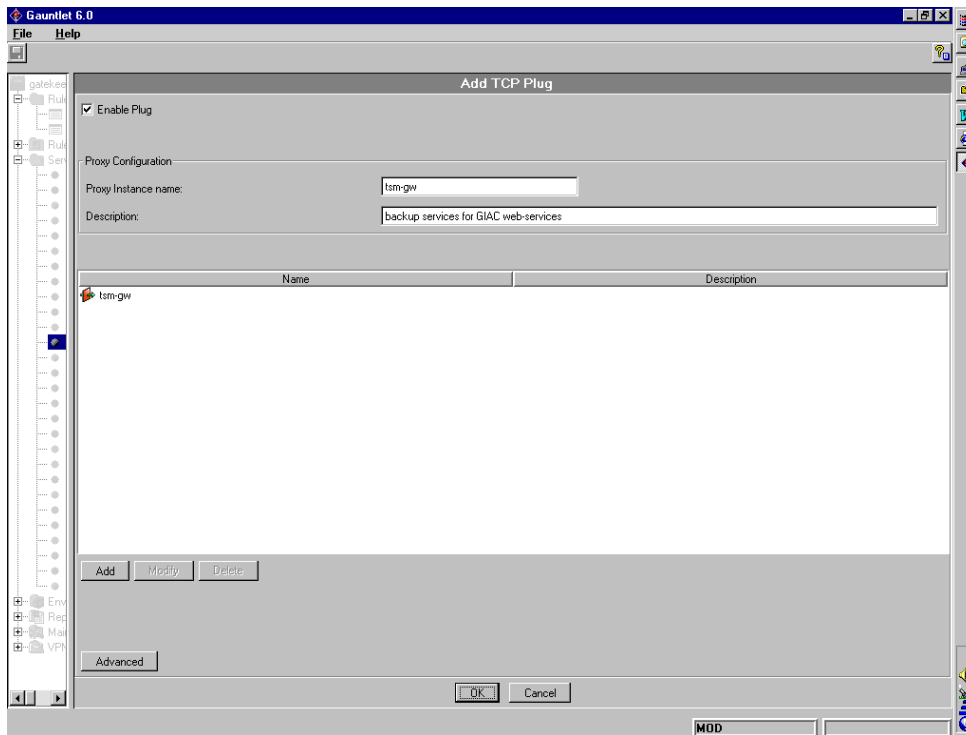 Gauntlet 6.0
File Help
Add TCP Plug
gatekee
Enable Plug
Rule
Rule
Serv
Proxy Configuration
Proxy Instance name: tsm-gw
Description: backup services for GIAC web-services
Name Description
tsm-gw
Add Modify Delete
Env
Rep
Mai
VPN
Advanced
OK Cancel
MOD